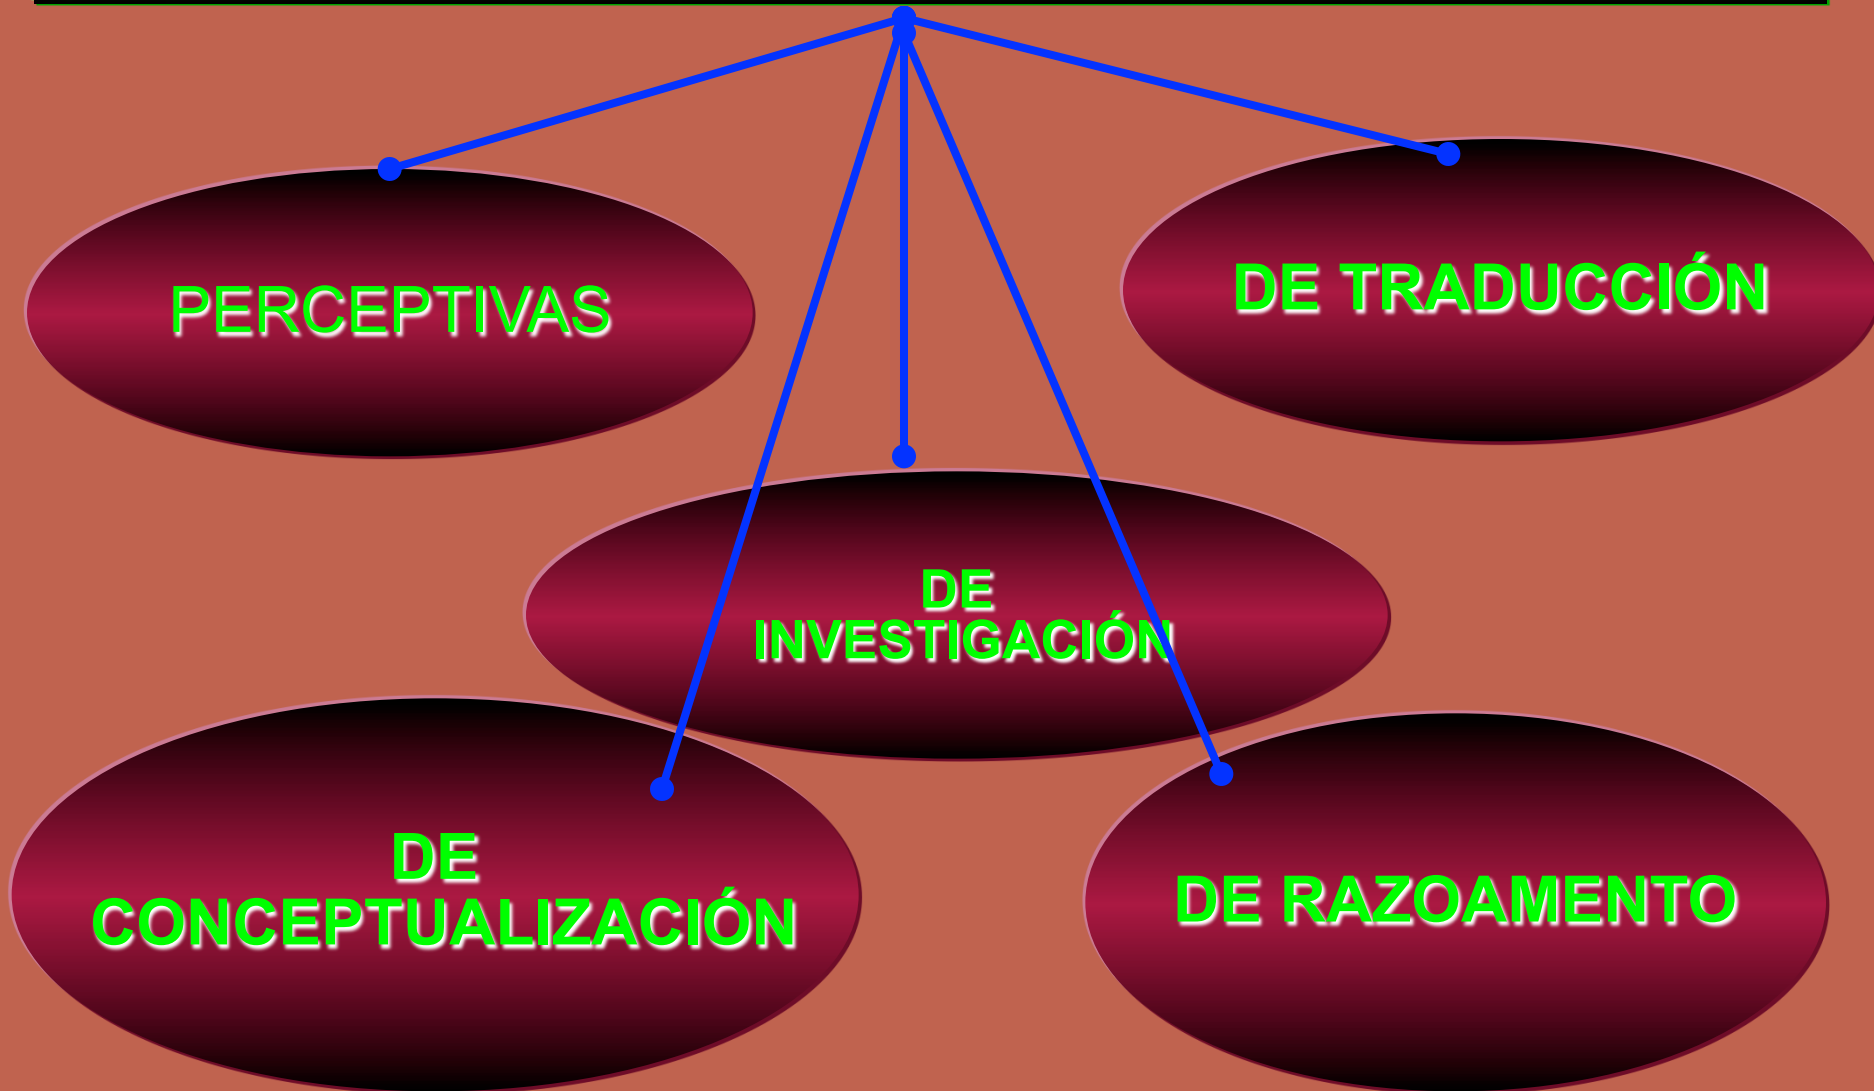 PERCEPTIVAS
DE TRADUCCIÓN
DE
INVESTIGACIÓN
DE
CONCEPTUALIZACIÓN
DE RAZOAMENTO